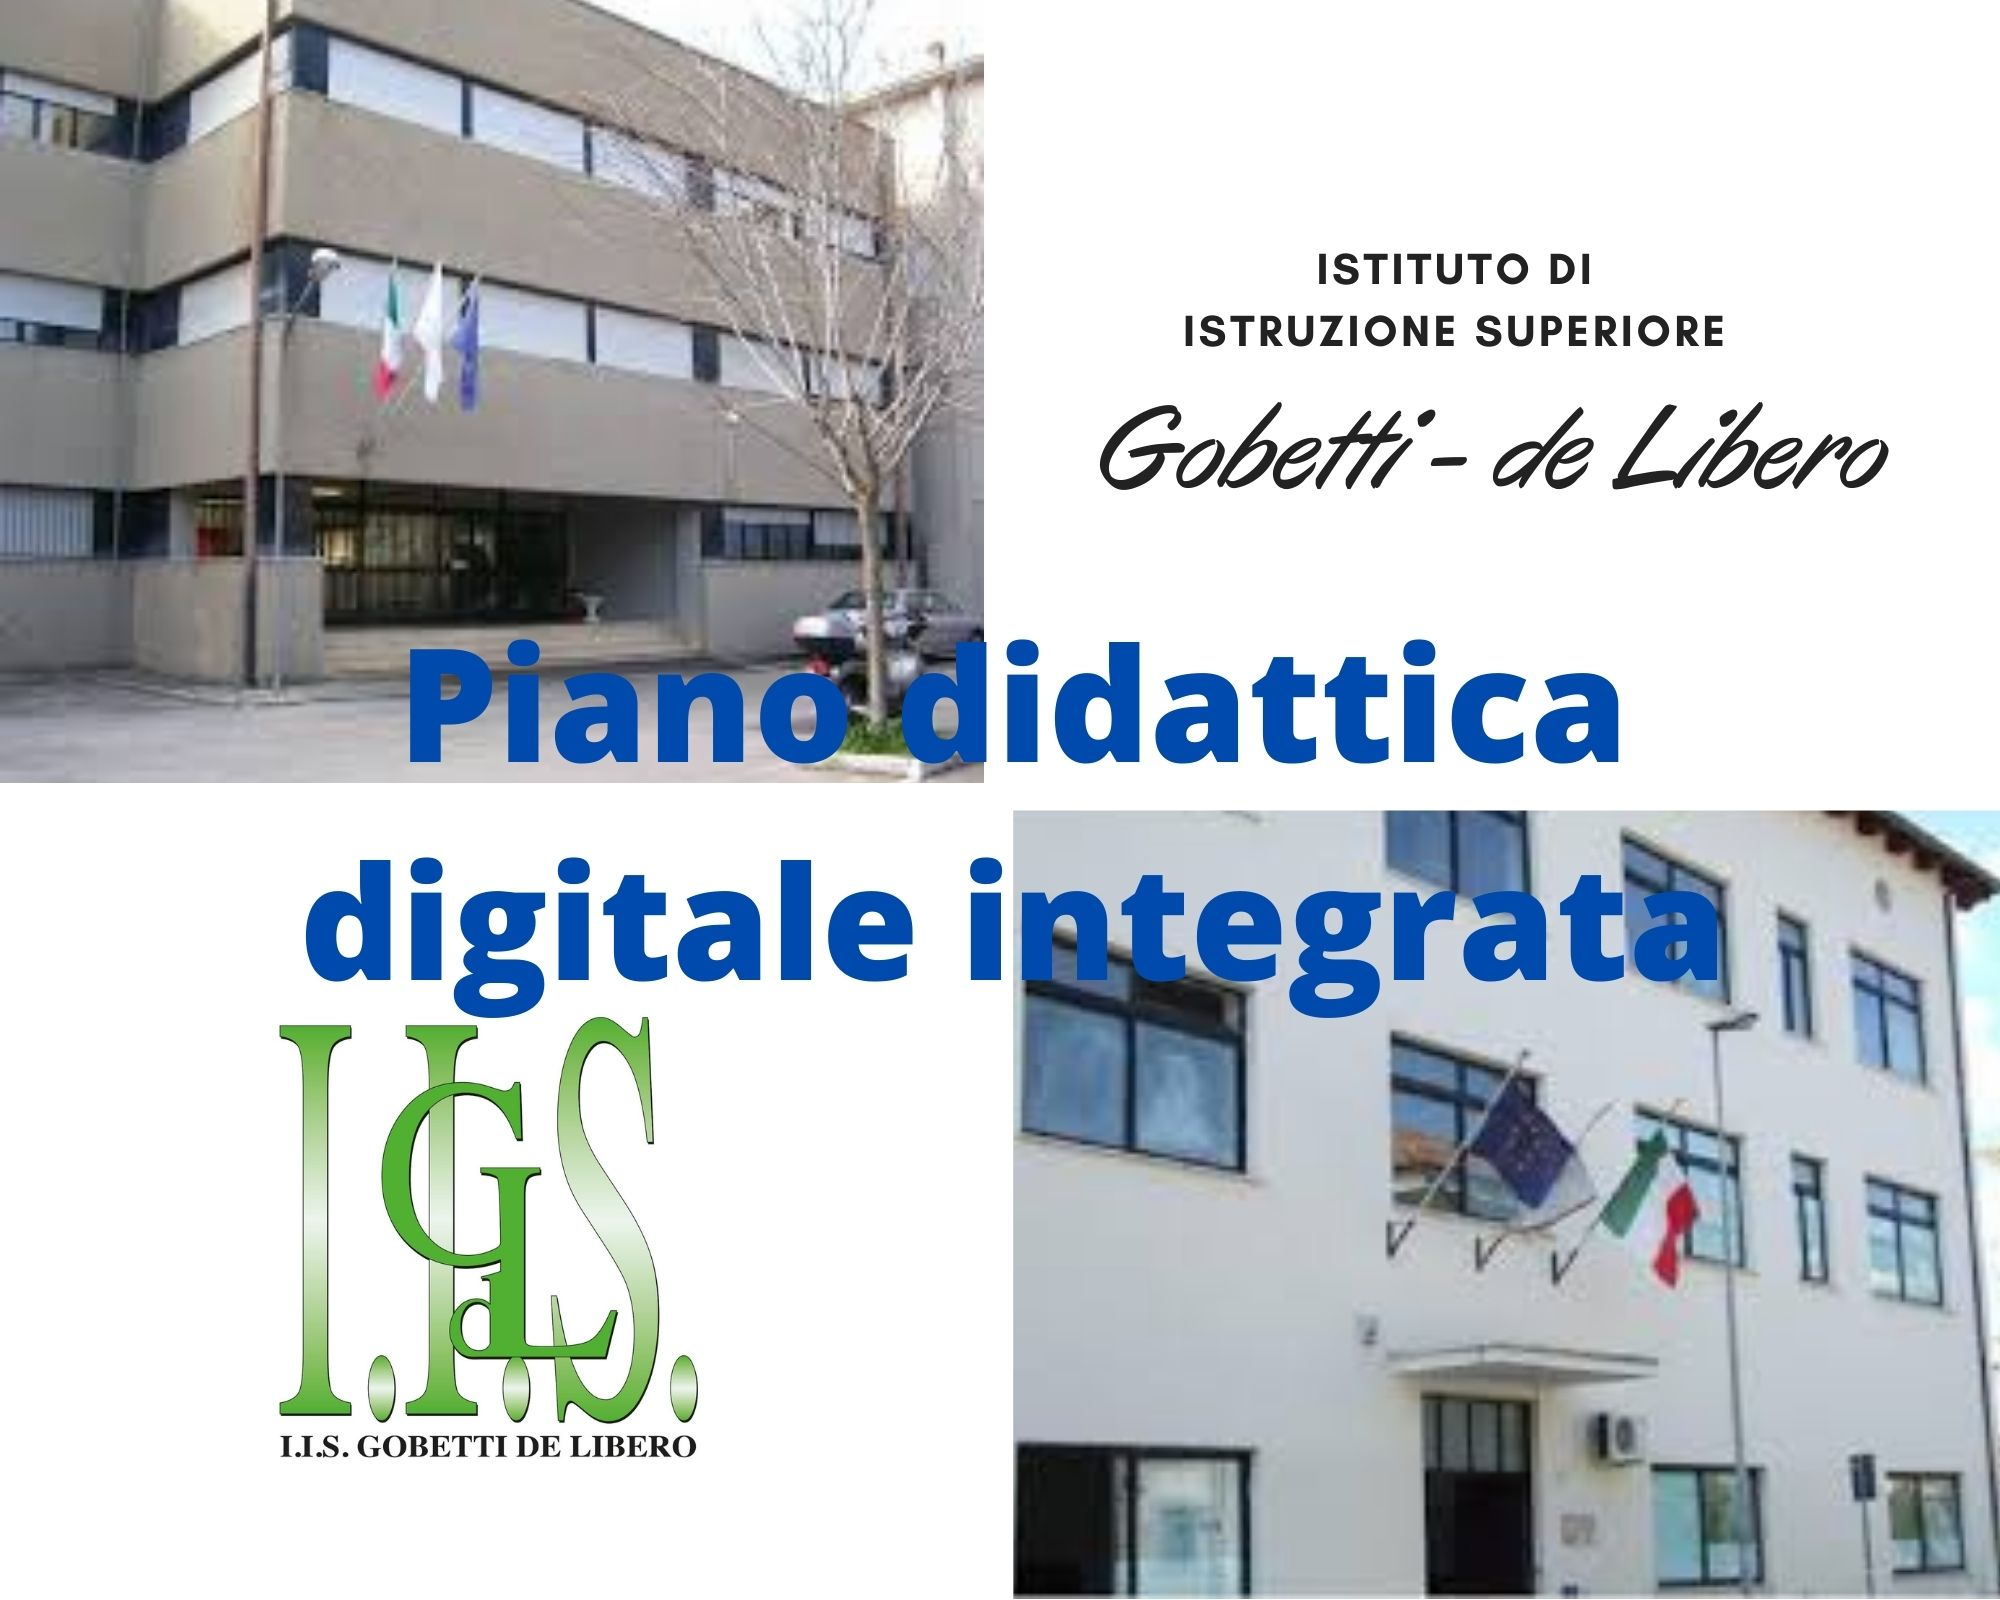 ISTITUTO DI
ISTRUZIONE SUPERIORE
Gobetti - de Libero
Piano didattica
digitale integrata
I.I.S.
GdL
I.I.S. GOBETTI DE LIBERO